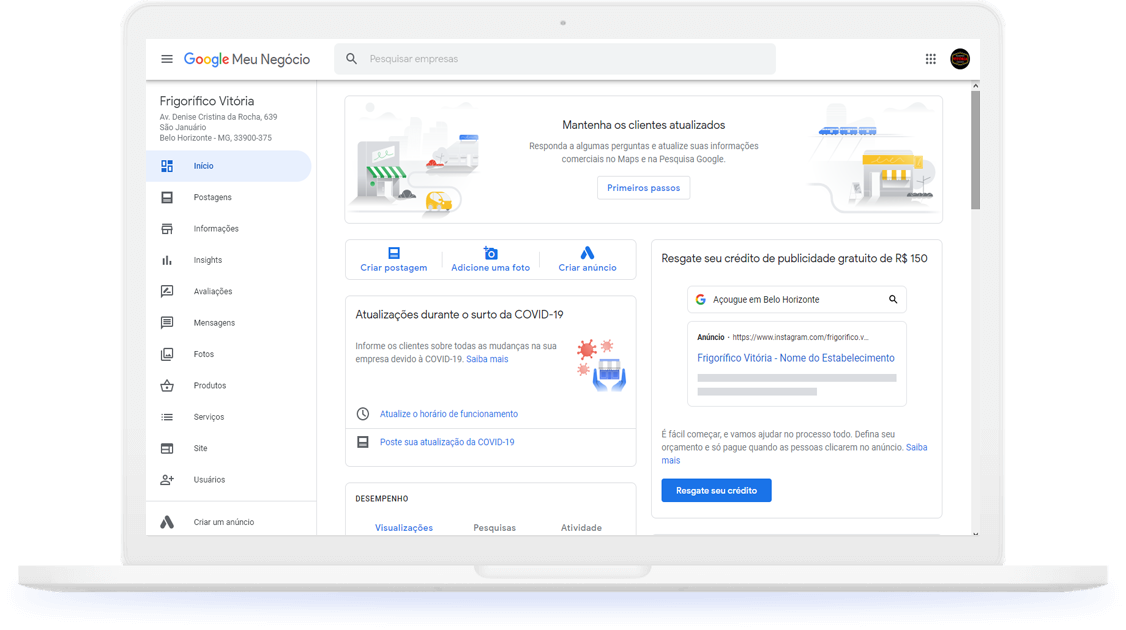 Google Meu Negócio
Pesquisar empresas
Frigorifico Vitória
Av. Denise Cristina da Rocha, 639
São Januário
Belo Horizonte - MG, 33900-375
Início
Postagens
Informações
Insights
Avaliações
Mensagens
Fotos
Produtos
Serviços
Site
Usuários
Criar um anúncio
Mantenha os clientes atualizados
Responda a algumas perguntas e atualize suas informações
comerciais no Maps e na Pesquisa Google.
Primeiros passos
Criar postagem
Adicione uma foto
Criar anúncio
Atualizações durante o surto da COVID-19
Informe os clientes sobre todas as mudanças na sua
empresa devido à COVID-19. Saiba mais
Atualize o horário de funcionamento
Poste sua atualização da COVID-19
DESEMPENHO
Visualizações
Pesquisas
Atividade
Resgate seu crédito de publicidade gratuito de R$ 150
Açougue em Belo Horizonte
Anúncio - https://www.instagram.com/frigorifico.v...
Frigorífico Vitória - Nome do Estabelecimento
É fácil começar, e vamos ajudar no processo todo. Defina seu
orçamento e só pague quando as pessoas clicarem no anúncio. Saiba
mais
Resgate seu crédito